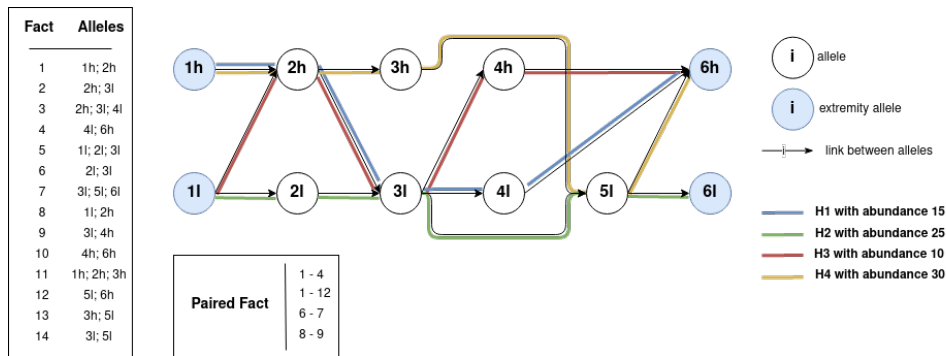 Fact Alleles
1 1h; 2h
2 2h; 3l
3 2h; 3l; 4l
4 4l; 6h
5 1l; 2l; 3l
6 2l; 3l
7 3l; 5l; 6l
8 1l; 2h
9 3l; 4h
10 4h; 6h
11 1h; 2h; 3h
12 5l; 6h
13 3h; 5l
14 3l; 5l
1h 2h 3h 4h 6h
1l 2l 3l 4l 5l 6l
Paired Fact
1 - 4
1 - 12
6 - 7
8 - 9
i allele
i extremity allele
link between alleles
H1 with abundance 15
H2 with abundance 25
H3 with abundance 10
H4 with abundance 30